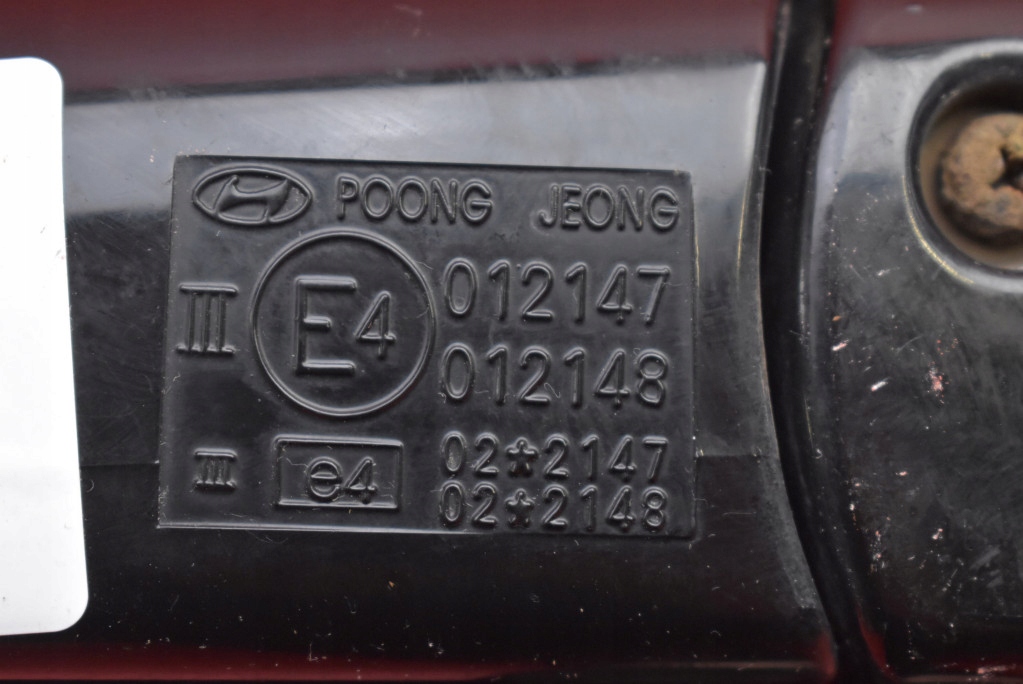 POONG JEONG
III E4 012147
012148
III e4 02*2147
02*2148